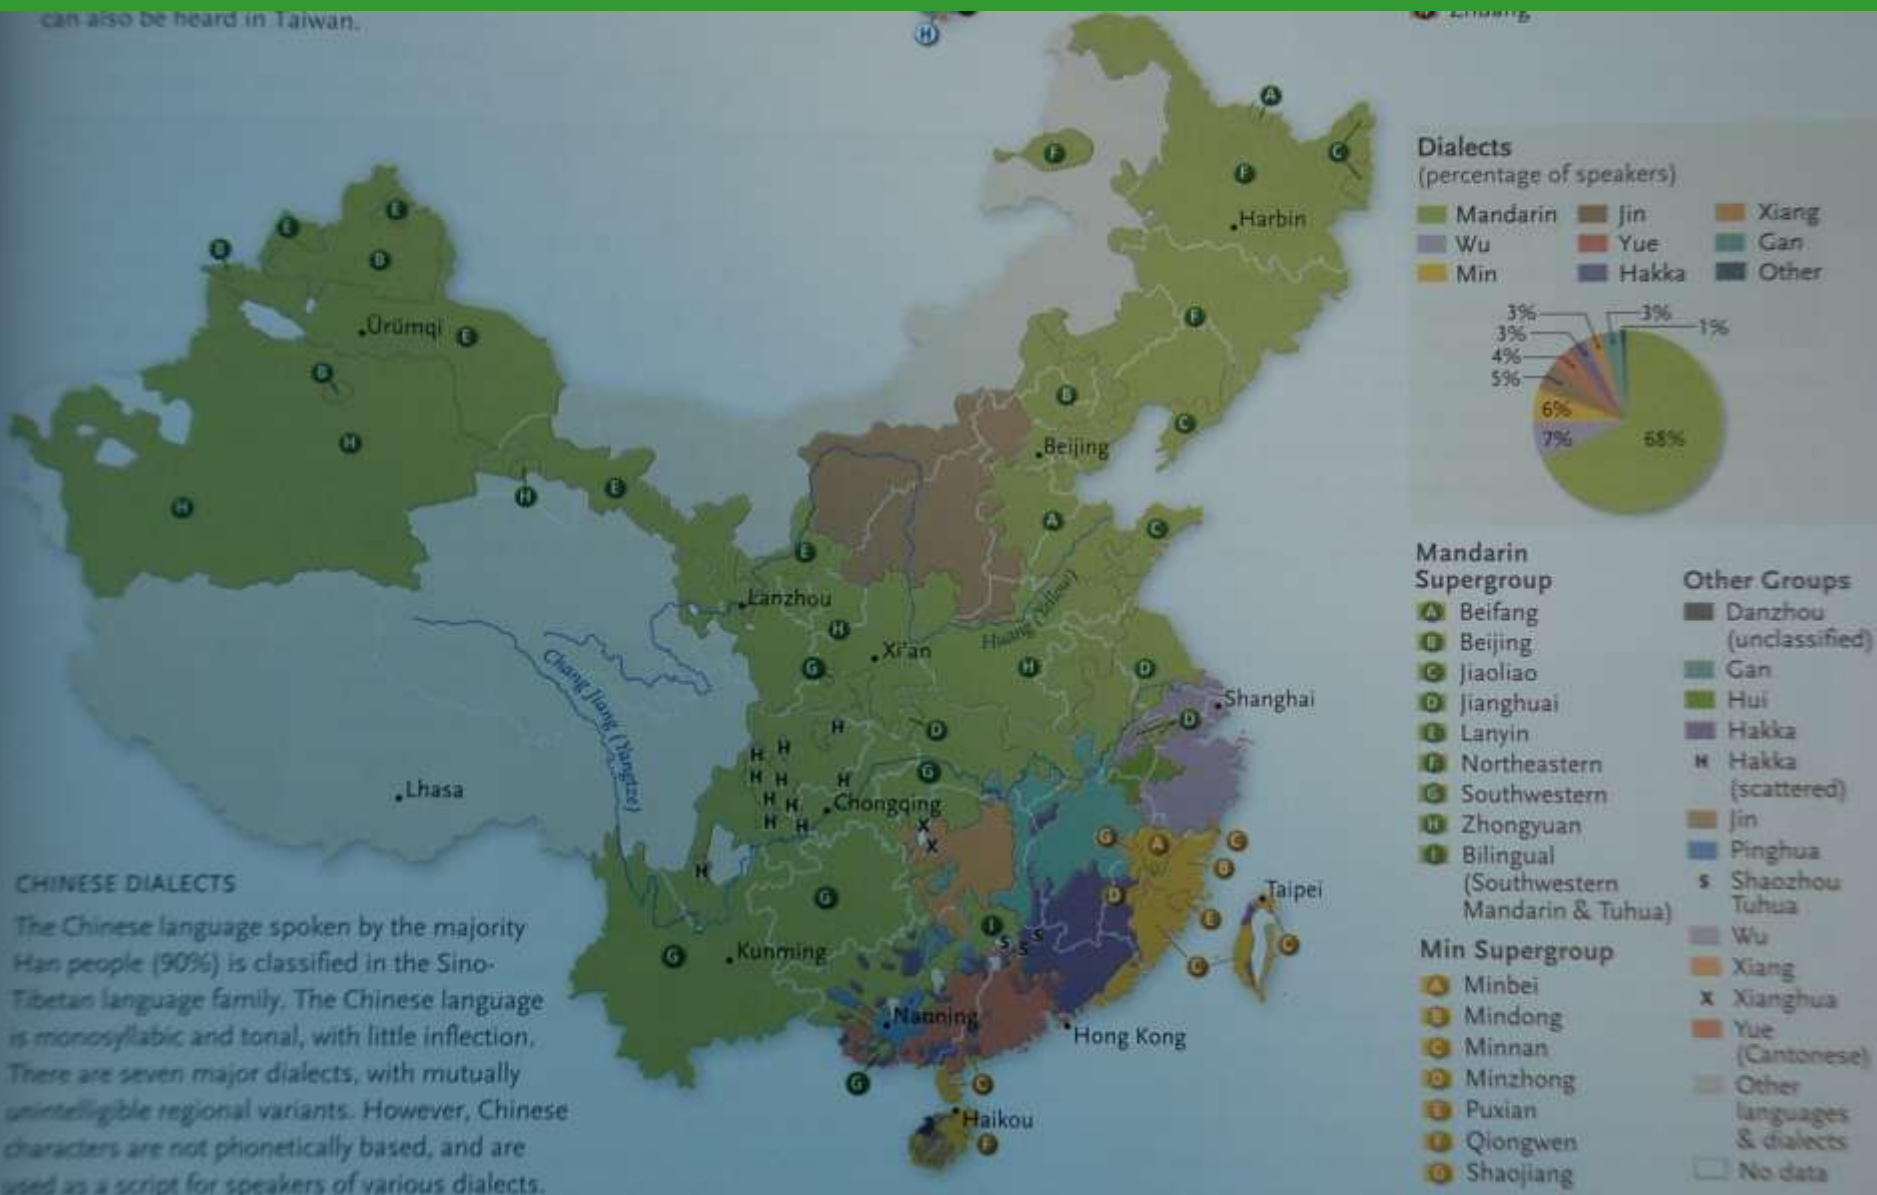 can also be heard in Taiwan.
Zhuang
H
A
C
F
F
Harbin
E
E
B
B
Ürümqi
E
F
B
B
C
Beijing
H
H
H
E
A
C
E
Lanzhou
H
Xi'an
Huang (Yellow)
G
H
D
Shanghai
D
Chang Jiang (Yangtze)
H
D
H
H
G
H
H
H
H
H
Chongqing
H
H
X
X
H
Lhasa
G
A
C
B
D
Taipei
E
C
C
G
I
S
S
S
G
Kunming
Nanning
Hong Kong
G
C
Haikou
F
CHINESE DIALECTS
The Chinese language spoken by the majority
Han people (90%) is classified in the Sino-
Tibetan language family. The Chinese language
is monosyllabic and tonal, with little inflection.
There are seven major dialects, with mutually
unintelligible regional variants. However, Chinese
characters are not phonetically based, and are
used as a script for speakers of various dialects.
Dialects
(percentage of speakers)
Mandarin
Jin
Xiang
Wu
Yue
Gan
Min
Hakka
Other
3%
3%
3%
1%
4%
5%
6%
7%
68%
Mandarin
Supergroup
A Beifang
B Beijing
C Jiaoliao
D Jianghuai
E Lanyin
F Northeastern
G Southwestern
H Zhongyuan
I Bilingual
(Southwestern
Mandarin & Tuhua)
Min Supergroup
A Minbei
B Mindong
C Minnan
D Minzhong
E Puxian
F Qiongwen
G Shaojiang
Other Groups
Danzhou
(unclassified)
Gan
Hui
Hakka
H Hakka
(scattered)
Jin
Pinghua
S Shaozhou
Tuhua
Wu
Xiang
X Xianghua
Yue
(Cantonese)
Other
languages
& dialects
No data